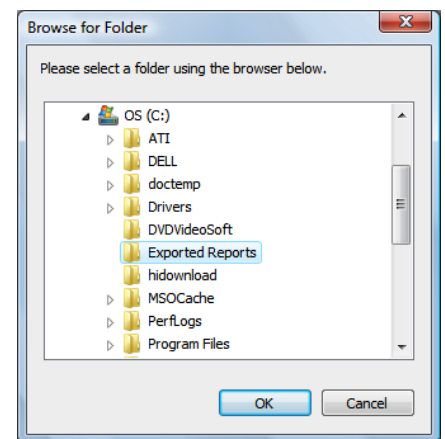 Browse for Folder
Please select a folder using the browser below.
OS (C:)
ATI
DELL
doctemp
Drivers
DVDVideoSoft
Exported Reports
hidownload
MSOCache
PerfLogs
Program Files
OK Cancel